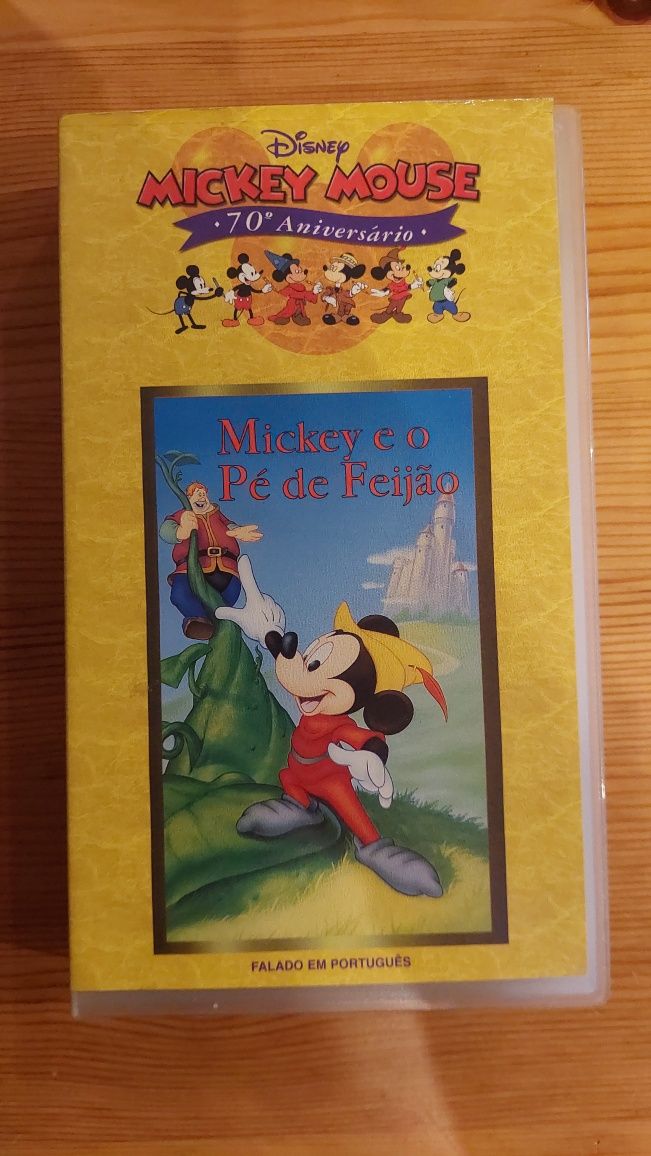 Disney
MICKEY MOUSE
· 70º Aniversário ·
Mickey e o
Pé de Feijão
FALADO EM PORTUGUÊS